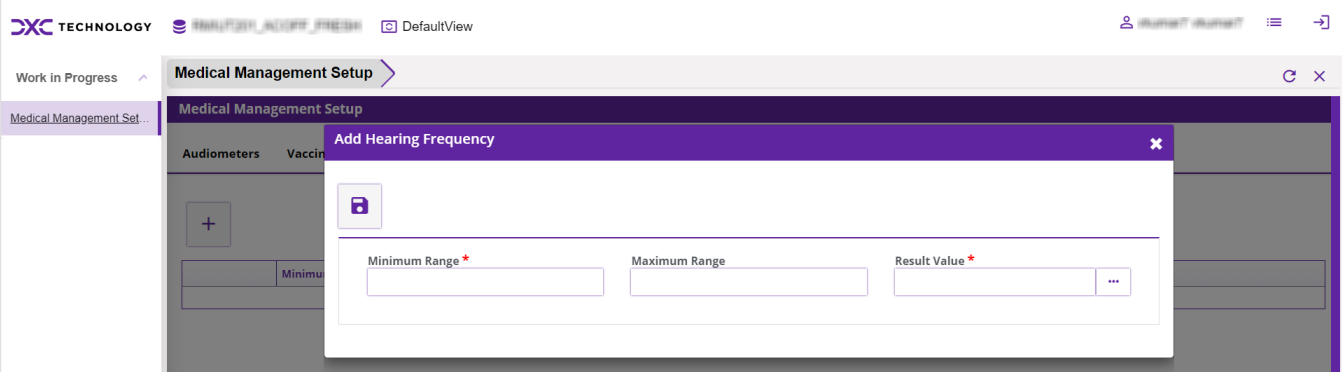 DXC TECHNOLOGY
DefaultView
Work in Progress
Medical Management Setup
Medical Management Set...
Medical Management Setup
Add Hearing Frequency
Audiometers
Vaccin
Minimum Range *
Maximum Range
Result Value *
Minimu